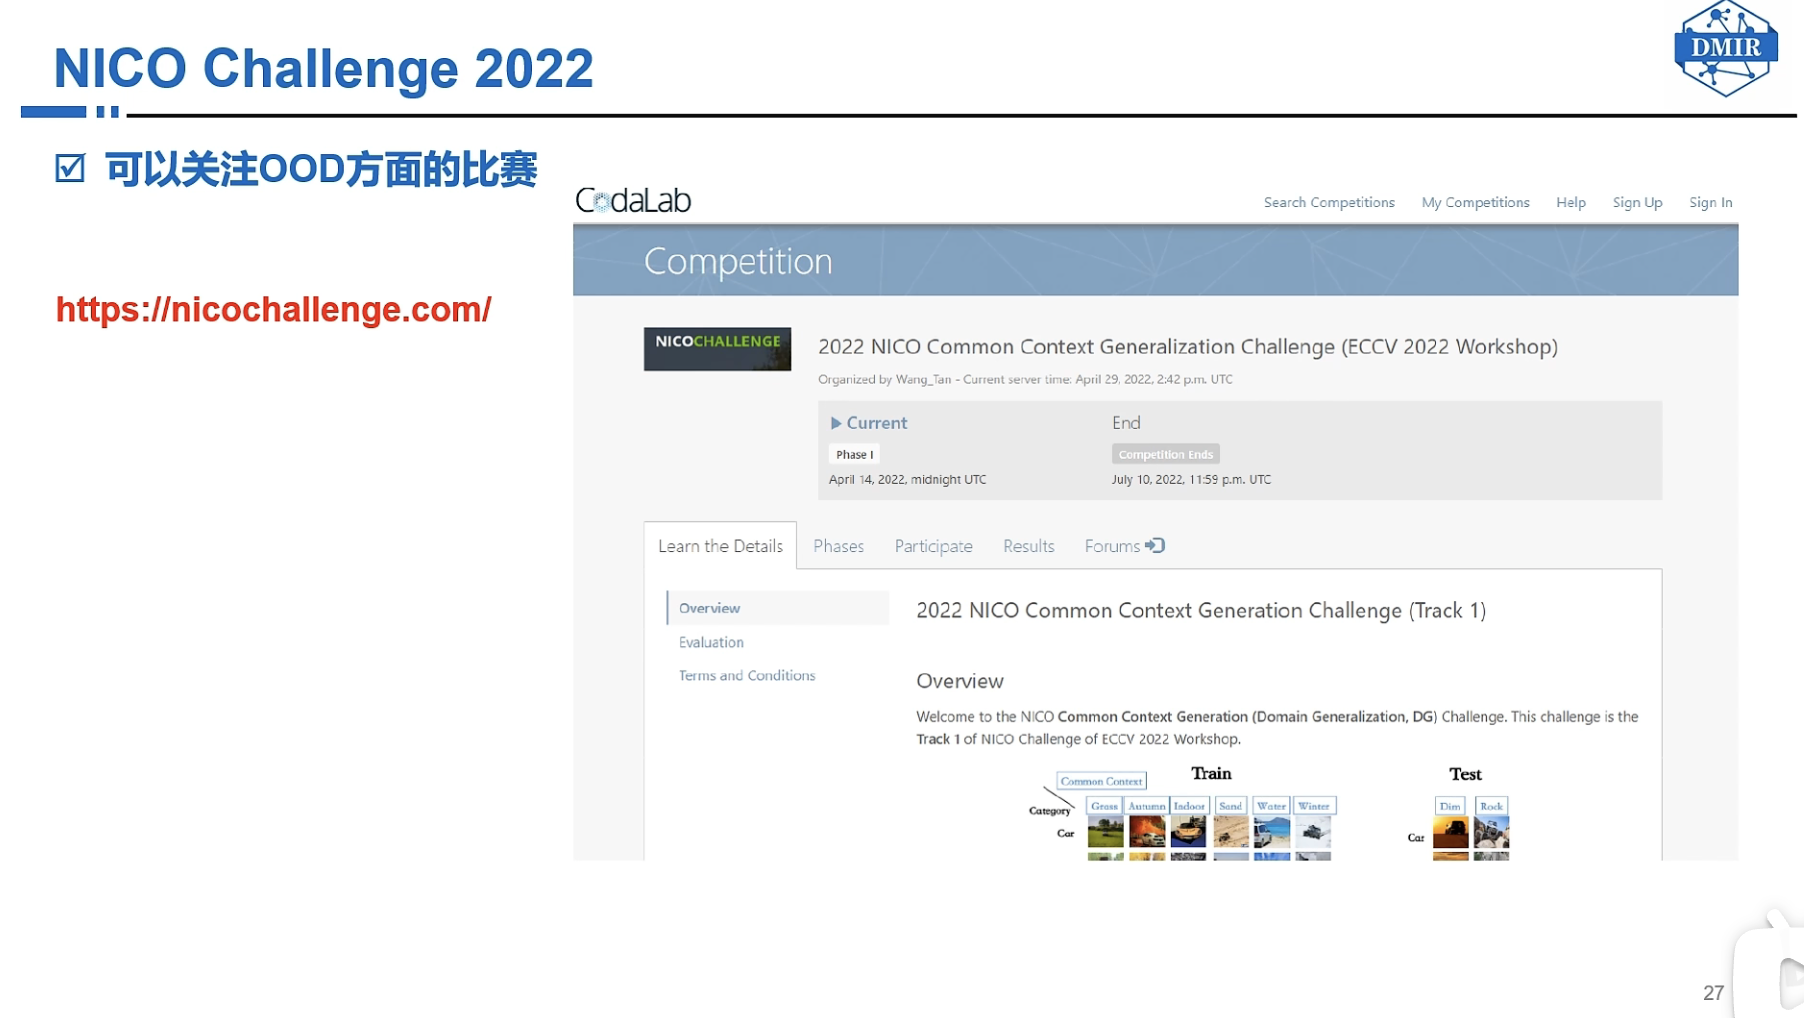 NICO Challenge 2022
DMIR
可以关注OOD方面的比赛
https://nicochallenge.com/
CodaLab
Search Competitions My Competitions Help Sign Up Sign In
Competition
NICOCHALLENGE
2022 NICO Common Context Generalization Challenge (ECCV 2022 Workshop)
Organized by Wang_Tan - Current server time: April 29, 2022, 2:42 p.m. UTC
Current End
Phase I Competition Ends
April 14, 2022, midnight UTC July 10, 2022, 11:59 p.m. UTC
Learn the Details Phases Participate Results Forums
Overview
Evaluation
Terms and Conditions
2022 NICO Common Context Generation Challenge (Track 1)
Overview
Welcome to the NICO Common Context Generation (Domain Generalization, DG) Challenge. This challenge is the
Track 1 of NICO Challenge of ECCV 2022 Workshop.
Train Test
Common Context
Category Grass Autumn Indoor Sand Water Winter Dim Rock
Car Car
27